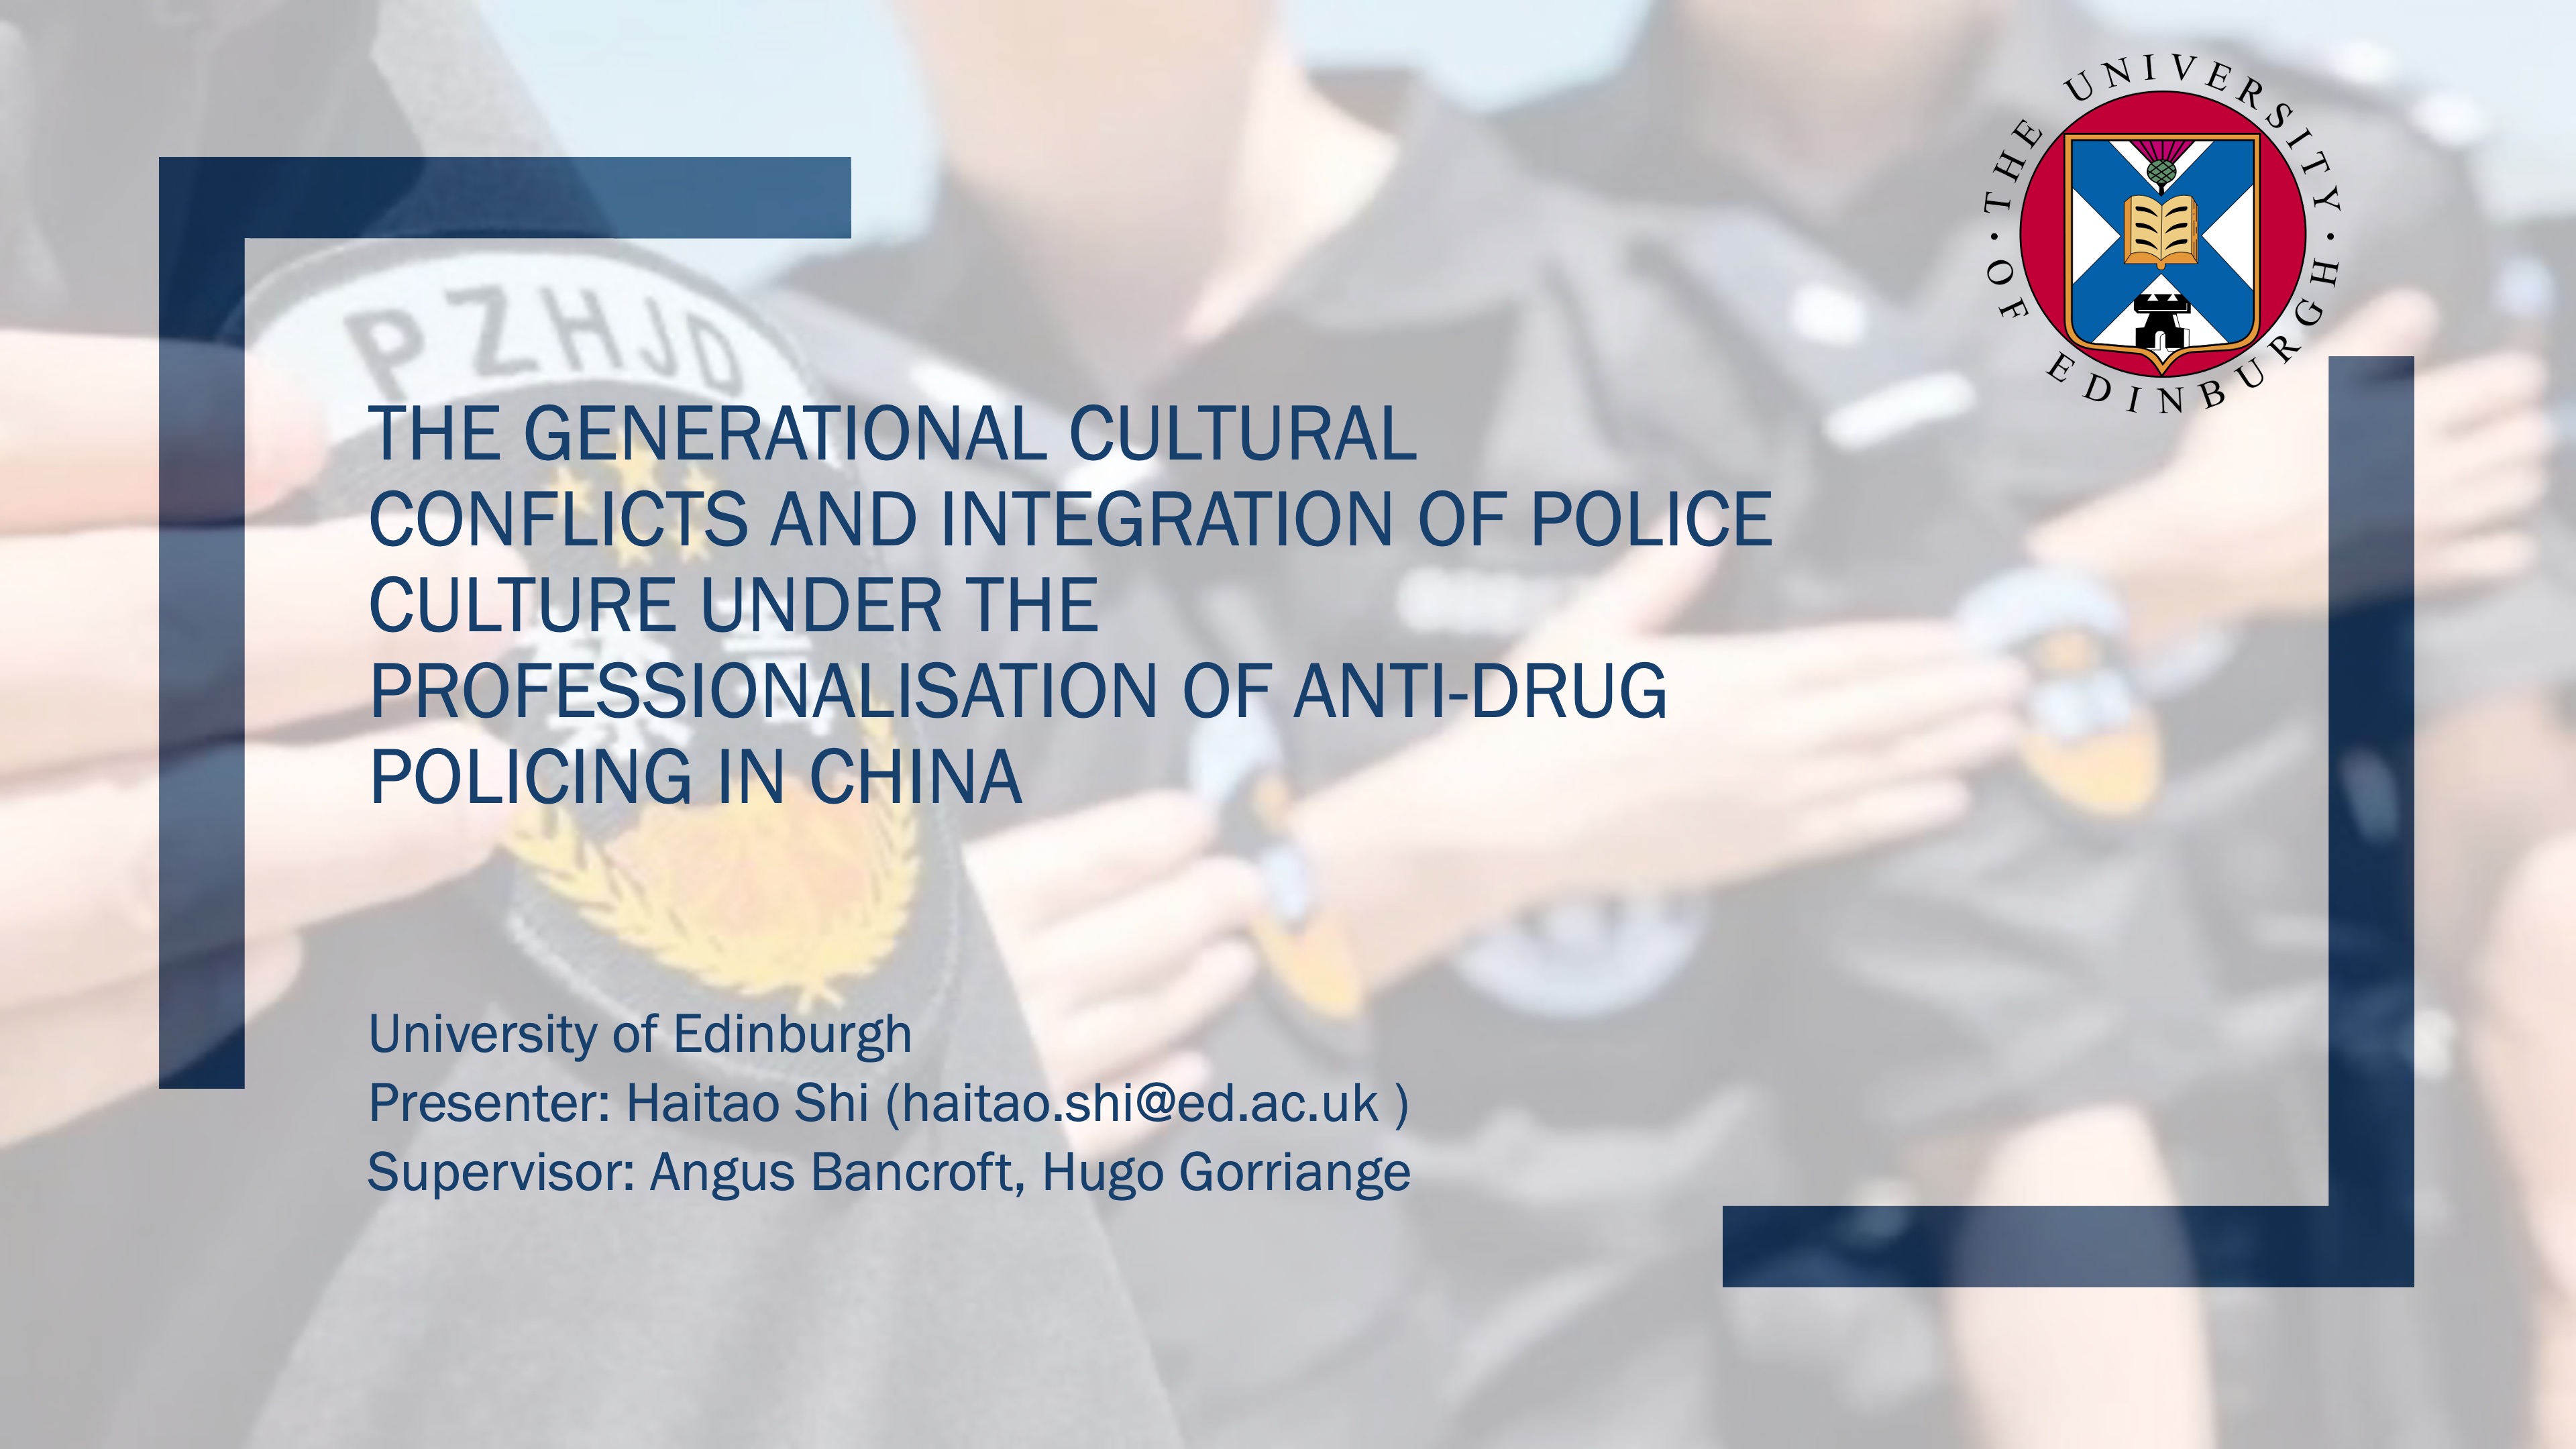 THE UNIVERSITY OF EDINBURGH
PZHJD
THE GENERATIONAL CULTURAL
CONFLICTS AND INTEGRATION OF POLICE
CULTURE UNDER THE
PROFESSIONALISATION OF ANTI-DRUG
POLICING IN CHINA
University of Edinburgh
Presenter: Haitao Shi (haitao.shi@ed.ac.uk )
Supervisor: Angus Bancroft, Hugo Gorriange